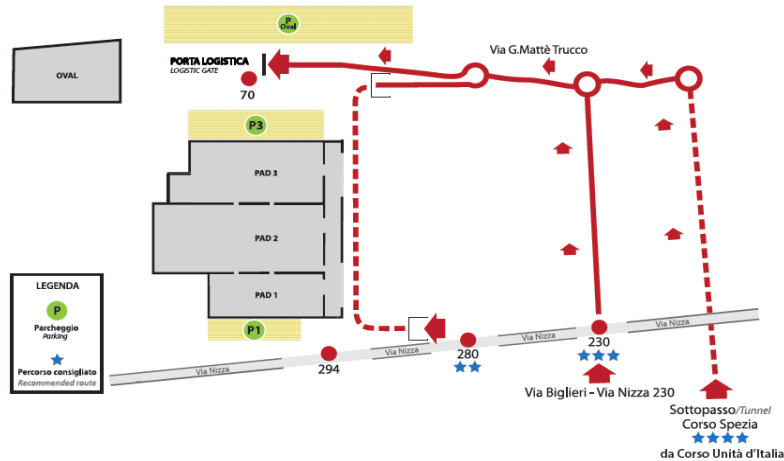 P
Oval
Via G.Mattè Trucco
PORTA LOGISTICA
LOGISTIC GATE
OVAL
70
P3
PAD 3
PAD 2
PAD 1
LEGENDA
P
Parcheggio
Parking
Percorso consigliato
Recommended route
P1
Via Nizza
Via Nizza
Via Nizza
Via Nizza
230
280
294
Via Biglieri - Via Nizza 230
Sottopasso/Tunnel
Corso Spezia
da Corso Unità d'Italia